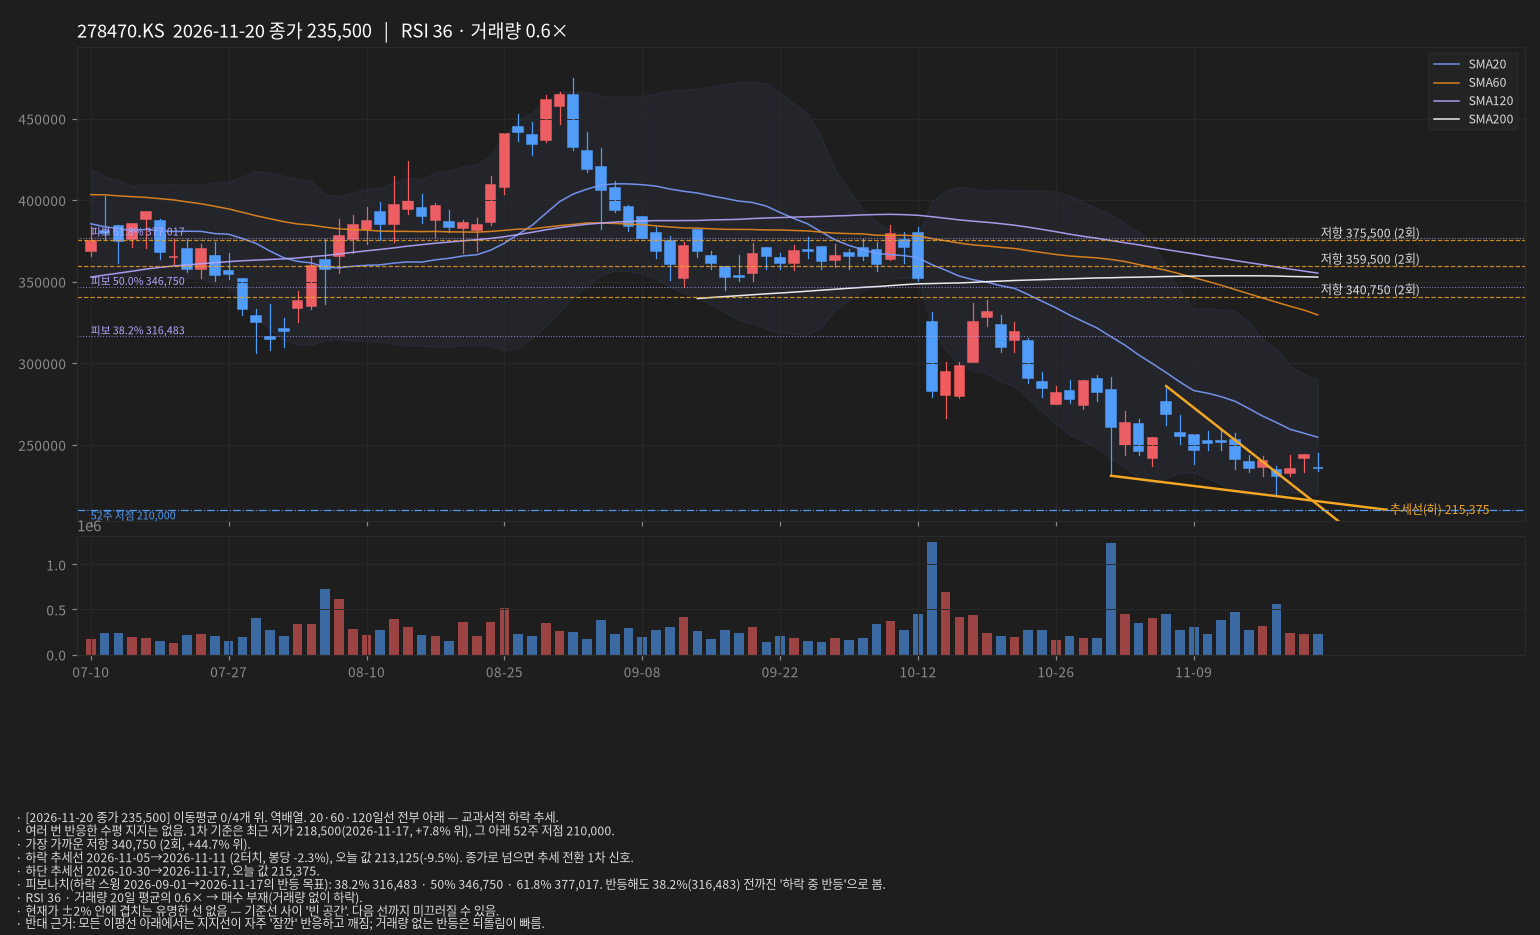 278470.KS 2026-11-20 종가 235,500 | RSI 36 · 거래량 0.6×
SMA20
SMA60
SMA120
SMA200
450000
400000
350000
300000
250000
피보 61.8% 377,017
피보 50.0% 346,750
피보 38.2% 316,483
저항 375,500 (2회)
저항 359,500 (2회)
저항 340,750 (2회)
52주 저점 210,000
추세선(하) 215,375
1e6
1.0
0.5
0.0
07-10 07-27 08-10 08-25 09-08 09-22 10-12 10-26 11-09
· [2026-11-20 종가 235,500] 이동평균 0/4개 위. 역배열. 20·60·120일선 전부 아래 — 교과서적 하락 추세.
· 여러 번 반응한 수평 지지는 없음. 1차 기준은 최근 저가 218,500(2026-11-17, +7.8% 위), 그 아래 52주 저점 210,000.
· 가장 가까운 저항 340,750 (2회, +44.7% 위).
· 하락 추세선 2026-11-05→2026-11-11 (2터치, 봉당 -2.3%), 오늘 값 213,125(-9.5%). 종가로 넘으면 추세 전환 1차 신호.
· 하단 추세선 2026-10-30→2026-11-17, 오늘 값 215,375.
· 피보나치(하락 스윙 2026-09-01→2026-11-17의 반등 목표): 38.2% 316,483 · 50% 346,750 · 61.8% 377,017. 반등해도 38.2%(316,483) 전까진 '하락 중 반등'으로 봄.
· RSI 36 · 거래량 20일 평균의 0.6× → 매수 부재(거래량 없이 하락).
· 현재가 ±2% 안에 겹치는 유명한 선 없음 — 기준선 사이 '빈 공간'. 다음 선까지 미끄러질 수 있음.
· 반대 근거: 모든 이평선 아래에서는 지지선이 자주 '잠깐' 반응하고 깨짐; 거래량 없는 반등은 되돌림이 빠름.